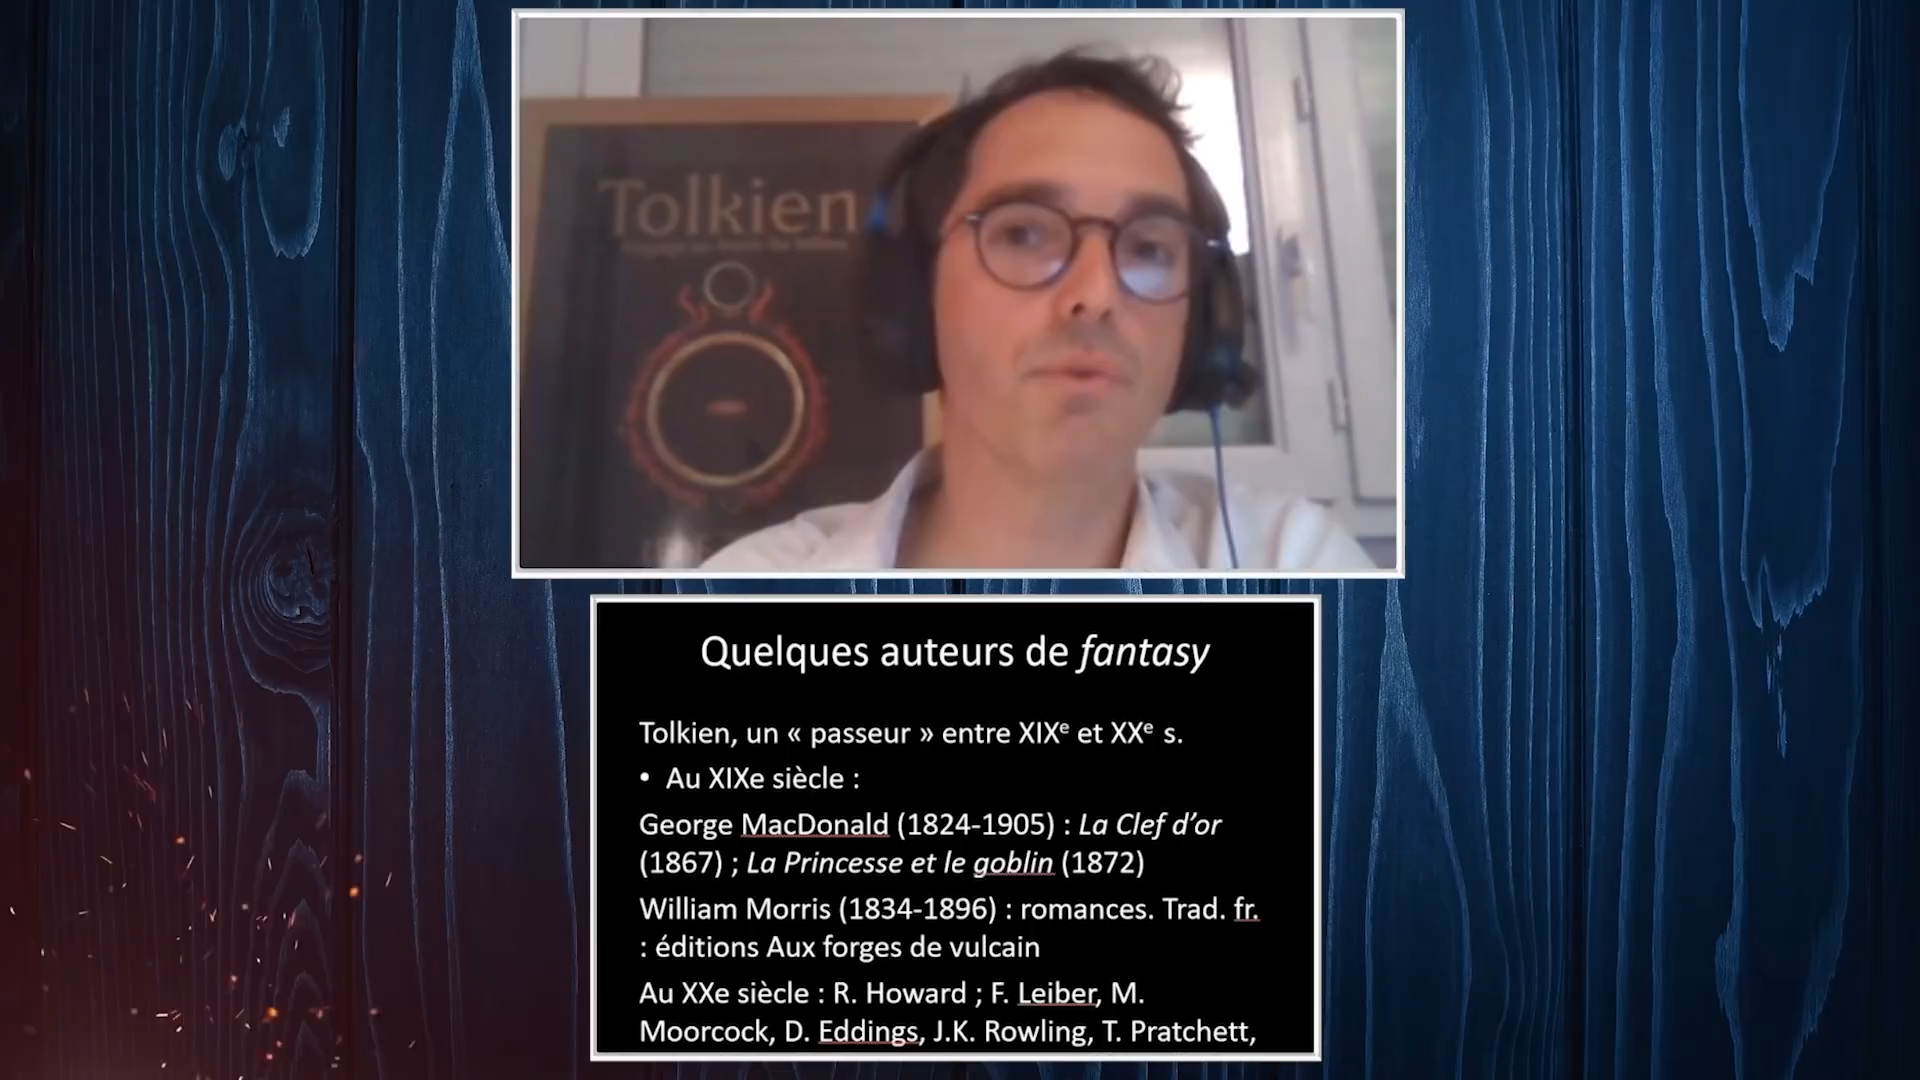 Tolkien
Quelques auteurs de fantasy
Tolkien, un « passeur » entre XIXe et XXe s.
• Au XIXe siècle :
George MacDonald (1824-1905) : La Clef d’or
(1867) ; La Princesse et le goblin (1872)
William Morris (1834-1896) : romances. Trad. fr.
: éditions Aux forges de vulcain
Au XXe siècle : R. Howard ; F. Leiber, M.
Moorcock, D. Eddings, J.K. Rowling, T. Pratchett,